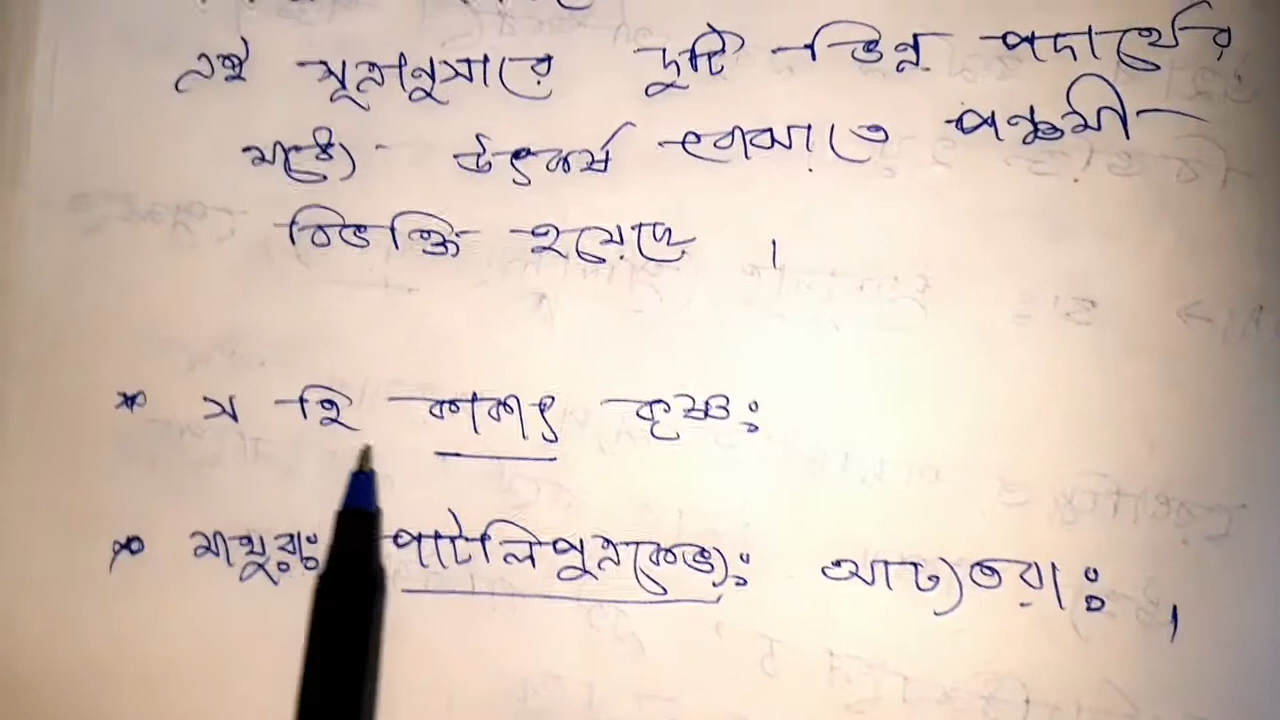 এই সূত্রানুসারে দুটি ভিন্ন পদার্থের
মধ্যে উৎকর্ষ বোঝাতে পঞ্চমী
বিভক্তি হয়েছে ।
* স হি কাকাৎ কৃষ্ণঃ
* মাথুরাঃ পাটলিপুত্রকেভ্যঃ আঢ্যতরাঃ ।